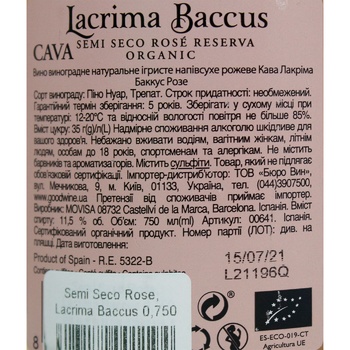 Lacrima Baccus
CAVA SEMI SECO ROSÉ RESERVA
ORGANIC
Вино виноградне натуральне ігристе напівсухе рожеве Кава Лакріма
Баккус Розе
Сорт винограду: Піно Нуар, Трепат. Строк придатності: необмежений.
Гарантійний термін зберігання: 5 років. Зберігати: у сухому місці при
температурі: 12-20°С та відносній вологості повітря не більше 85%.
Вміст цукру: 35 г(g)/л(L) Надмірне споживання алкоголю шкідливе для
вашого здоров'я. Небажано вживати водіям, вагітним жінкам, літнім
людям, особам до 18 років, спортсменам та алергікам. Не містить
барвників та ароматизаторів. Містить сульфіти. Товар, який не підлягає
обов'язковій сертифікації. Імпортер-дистриб'ютор: ТОВ «Бюро Вин»,
вул. Мечникова, 9, м. Київ, 01133, Україна, тел. (044)3907500,
www.goodwine.ua. Претензії від споживачів приймає імпортер.
Виробник: MOVISA 08732 Castellví de la Marca, Barcelona, Іспанія. Вміст
спирту: 11,5 % об. Об'єм: 750 мл(ml) Артикул: 00641. Іспанія.
Сертифікований органічний продукт. Номер партії (ЛОТ): див. на
пляшці. Дата виготовлення:
Product of Spain - R.E. 5322-B
15/07/21
L21196Q
Semi Seco Rose,
Lacrima Baccus 0,750
8
ES-ECO-019-CT
Agricultura UE